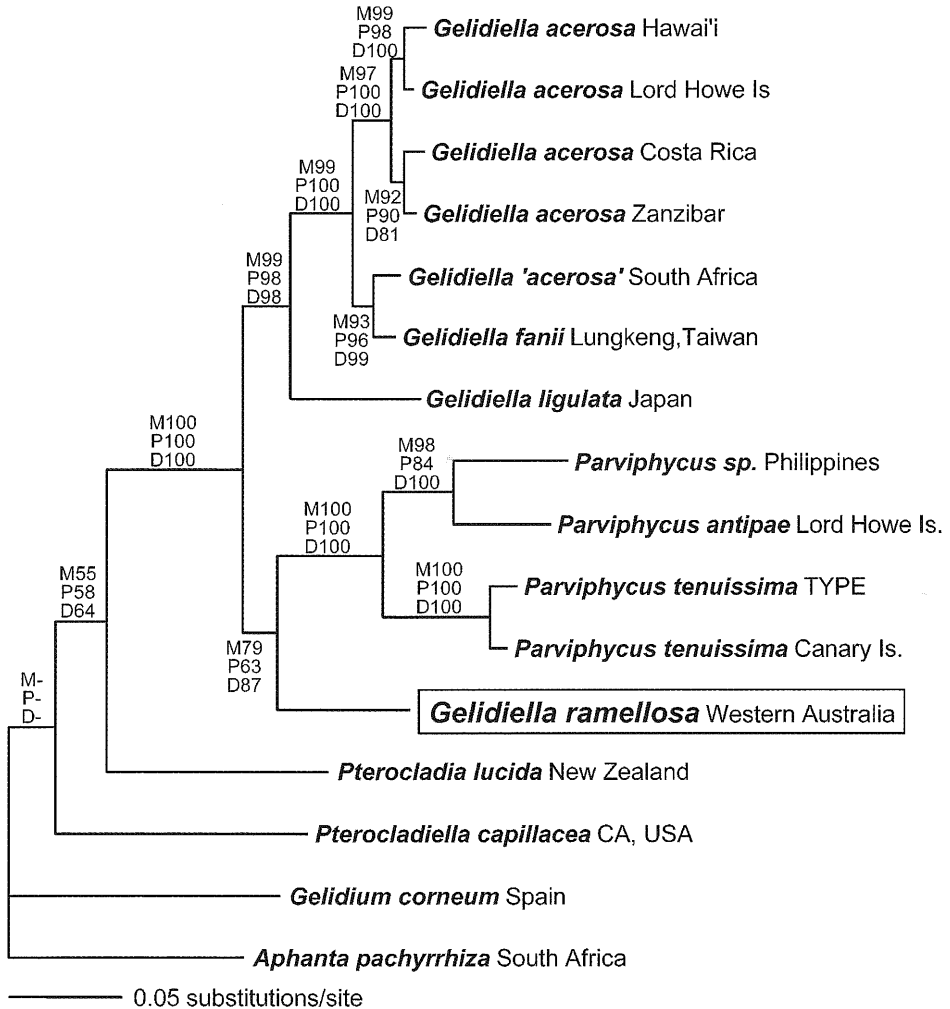 M99
P98
D100
Gelidiella acerosa Hawai'i
M97
P100
D100
Gelidiella acerosa Lord Howe Is
Gelidiella acerosa Costa Rica
M99
P100
D100
M92
P90
D81
Gelidiella acerosa Zanzibar
M99
P98
D98
Gelidiella 'acerosa' South Africa
M93
P96
D99
Gelidiella fanii Lungkeng,Taiwan
Gelidiella ligulata Japan
M100
P100
D100
M98
P84
D100
Parviphycus sp. Philippines
M100
P100
D100
Parviphycus antipae Lord Howe Is.
M55
P58
D64
M100
P100
D100
Parviphycus tenuissima TYPE
M79
P63
D87
Parviphycus tenuissima Canary Is.
M-
P-
D-
Gelidiella ramellosa Western Australia
Pterocladia lucida New Zealand
Pterocladiella capillacea CA, USA
Gelidium corneum Spain
Aphanta pachyrrhiza South Africa
0.05 substitutions/site